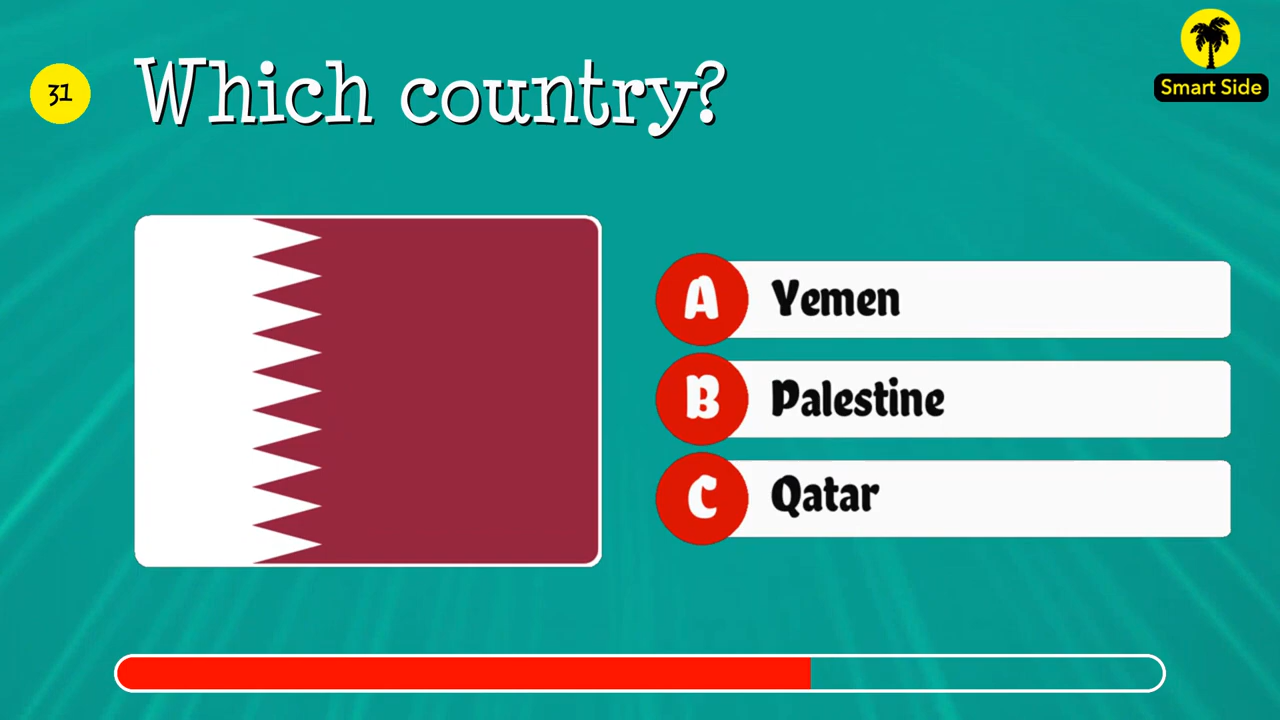 31
Which country?
Smart Side
A Yemen
B Palestine
C Qatar